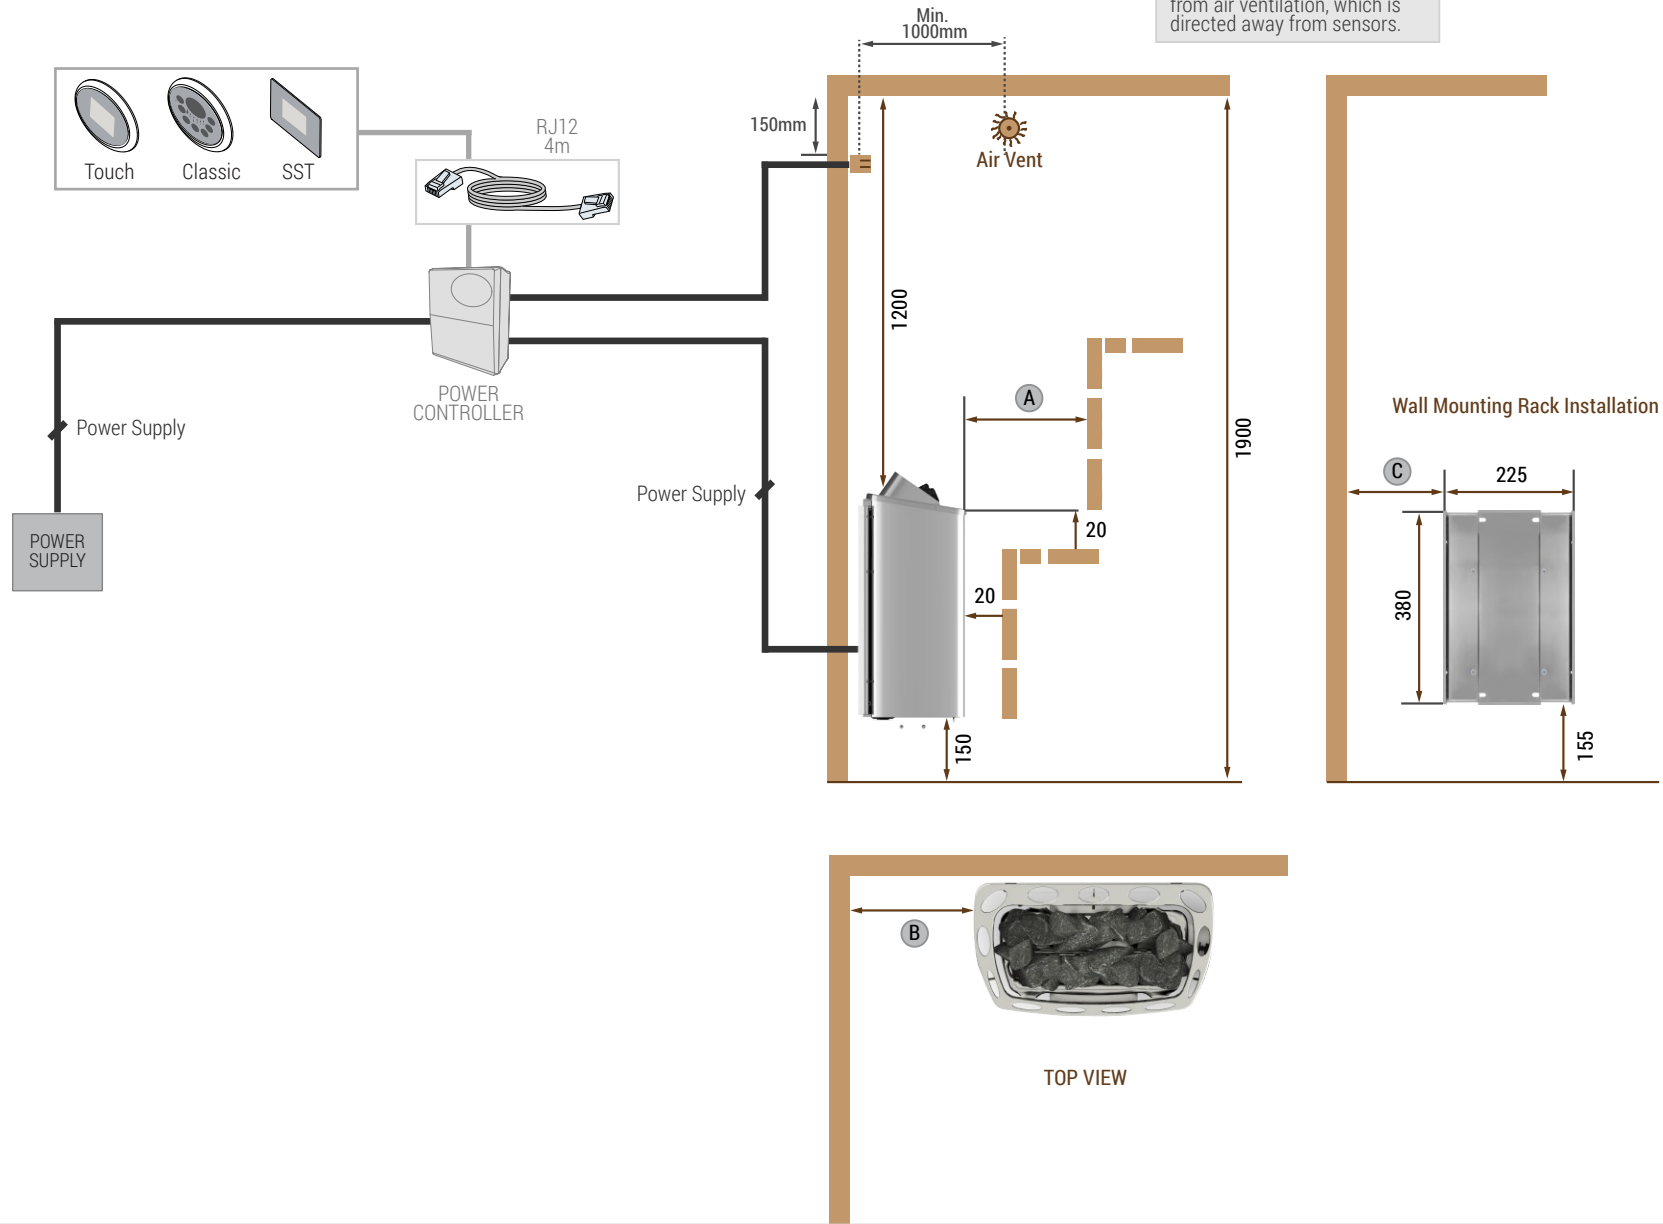 from air ventilation, which is
directed away from sensors.
Min.
1000mm
150mm
Air Vent
RJ12
4m
Touch
Classic
SST
POWER
CONTROLLER
Power Supply
POWER
SUPPLY
Power Supply
1200
1900
A
20
20
150
Wall Mounting Rack Installation
C
225
380
155
B
TOP VIEW